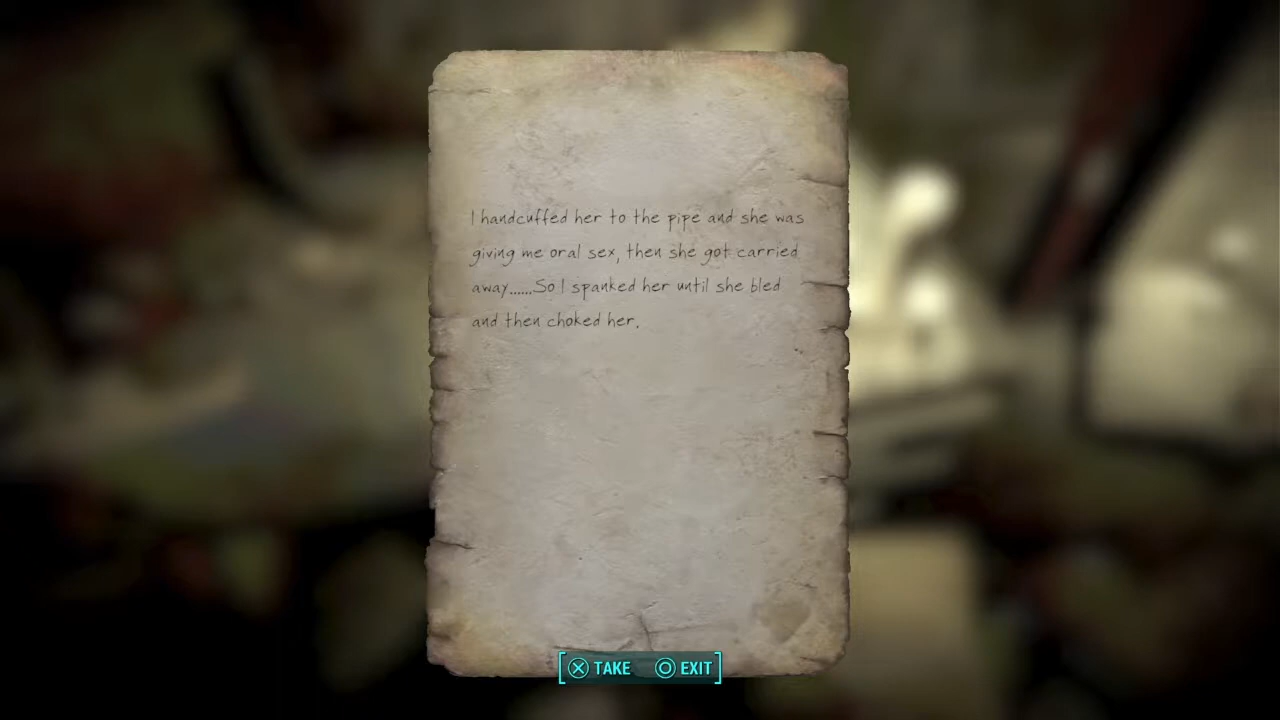 I handcuffed her to the pipe and she was
giving me oral sex, then she got carried
away......So I spanked her until she bled
and then choked her.
TAKE EXIT